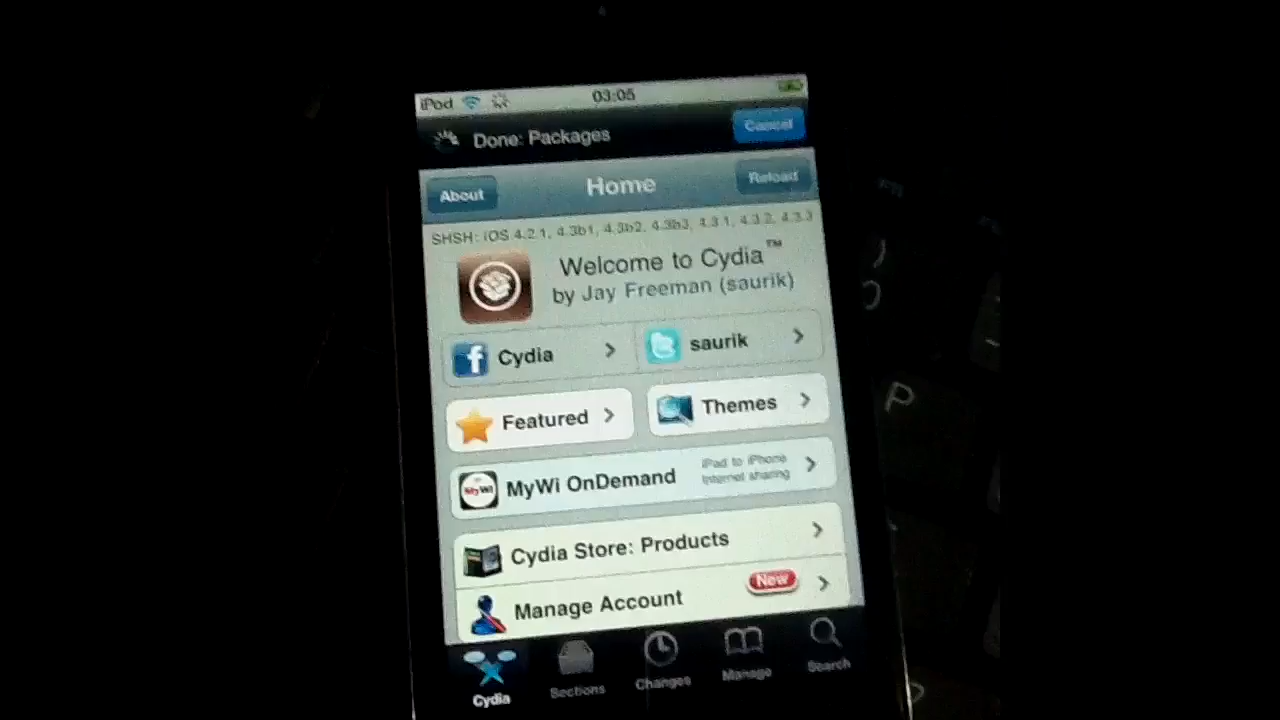 iPod 03:05
Done: Packages Cancel
About Home Reload
SHSH: iOS 4.2.1, 4.3b1, 4.3b2, 4.3b3, 4.3.1, 4.3.2, 4.3.3
Welcome to Cydia™
by Jay Freeman (saurik)
Cydia saurik
Featured Themes
MyWi MyWi OnDemand iPad to iPhone
Internet sharing
Cydia Store: Products
Manage Account New
Cydia Sections Changes Manage Search
P